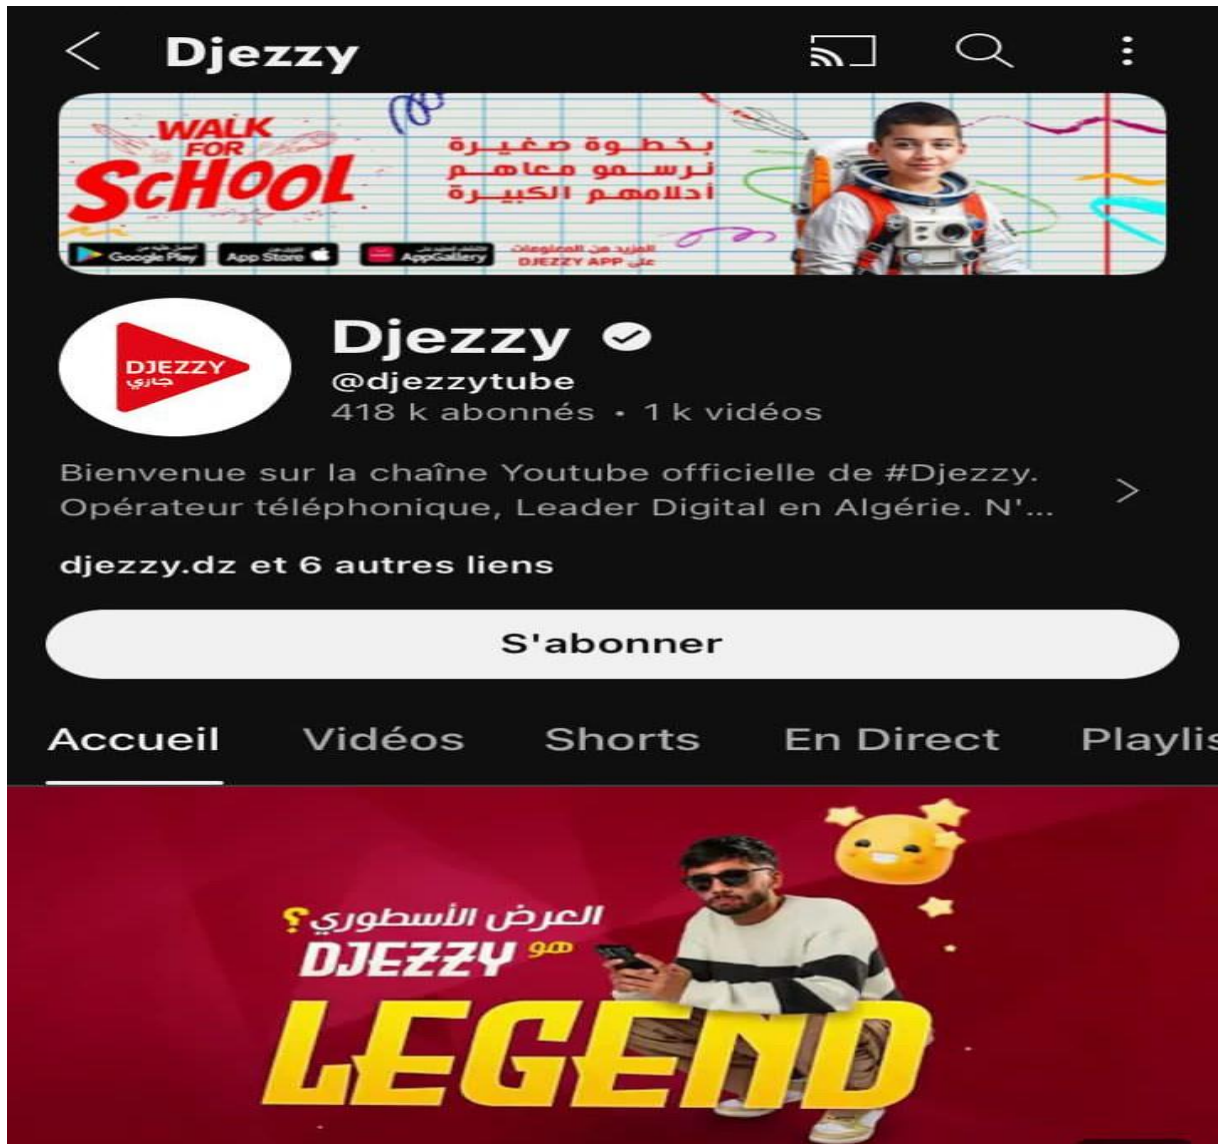 Djezzy
WALK
FOR
SCHOOL
بخطوة صغيرة
نرسمو معاهم
أحلامهم الكبيرة
Google Play
App Store
AppGallery
المزيد من المعلومات
على DJEZZY APP
DJEZZY
جازي
Djezzy
@djezzytube
418 k abonnés • 1 k vidéos
Bienvenue sur la chaîne Youtube officielle de #Djezzy.
Opérateur téléphonique, Leader Digital en Algérie. N'...
djezzy.dz et 6 autres liens
S'abonner
Accueil Vidéos Shorts En Direct Playlis
العرض الأسطوري؟
هو DJEZZY
LEGEND